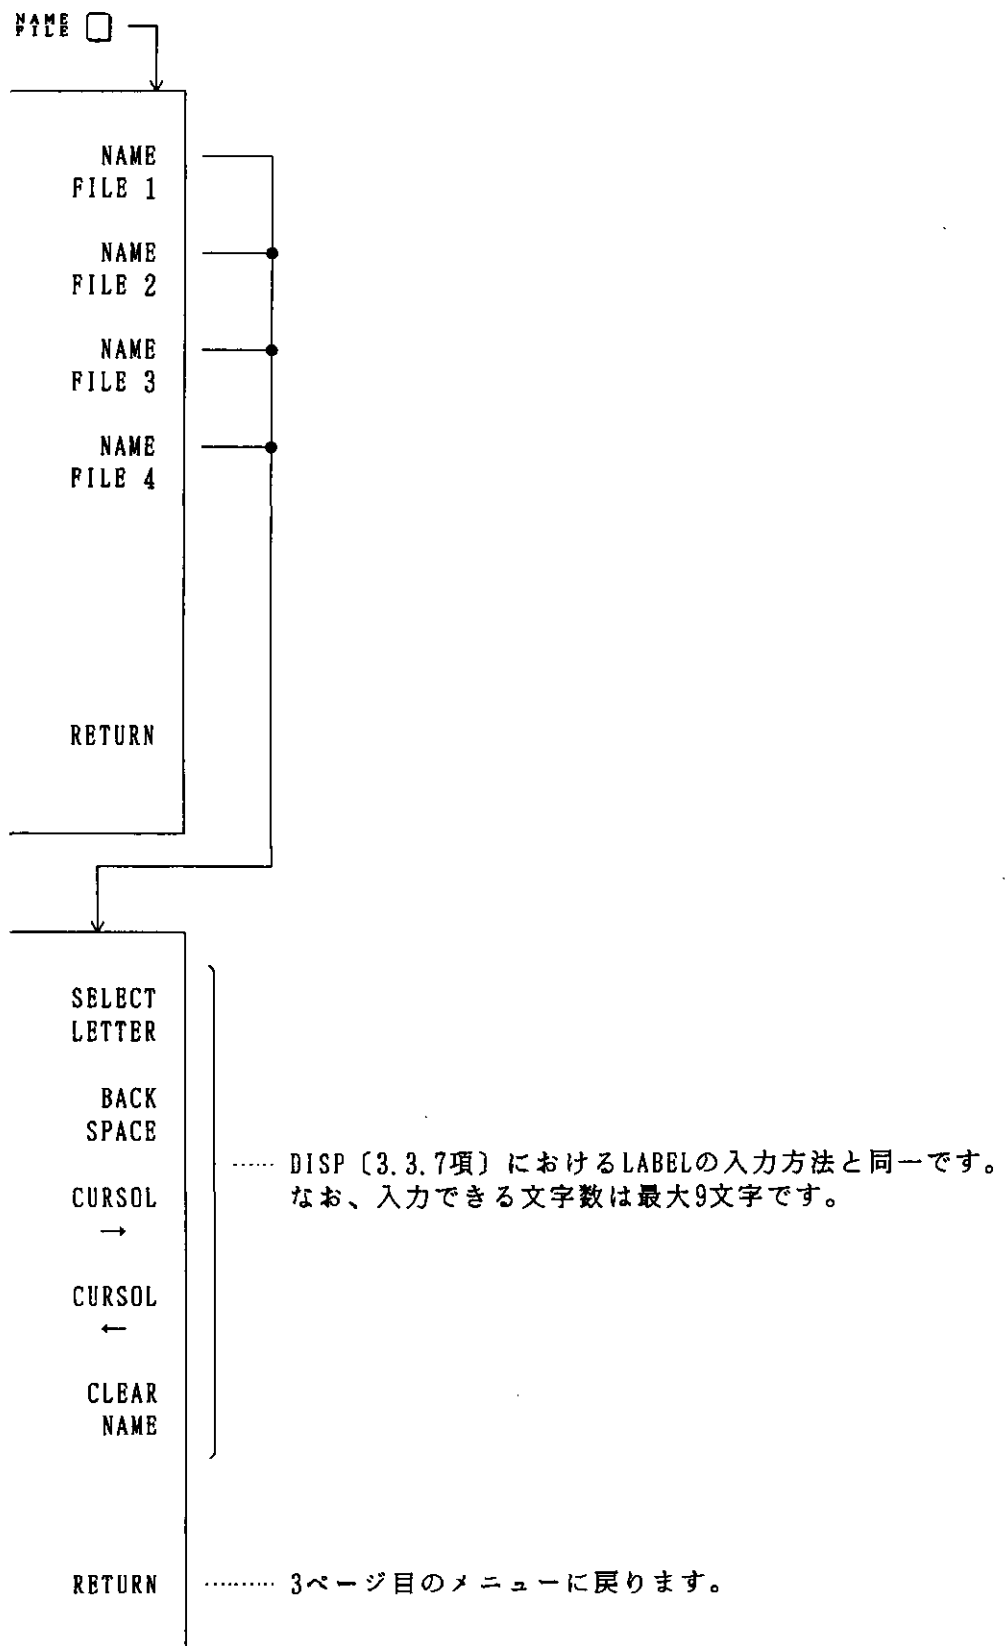 NAME
FILE
NAME
FILE 1
NAME
FILE 2
NAME
FILE 3
NAME
FILE 4
RETURN
SELECT
LETTER
BACK
SPACE
CURSOL
→
CURSOL
←
CLEAR
NAME
…… DISP〔3.3.7項〕におけるLABELの入力方法と同一です。
なお、入力できる文字数は最大9文字です。
RETURN ……… 3ページ目のメニューに戻ります。